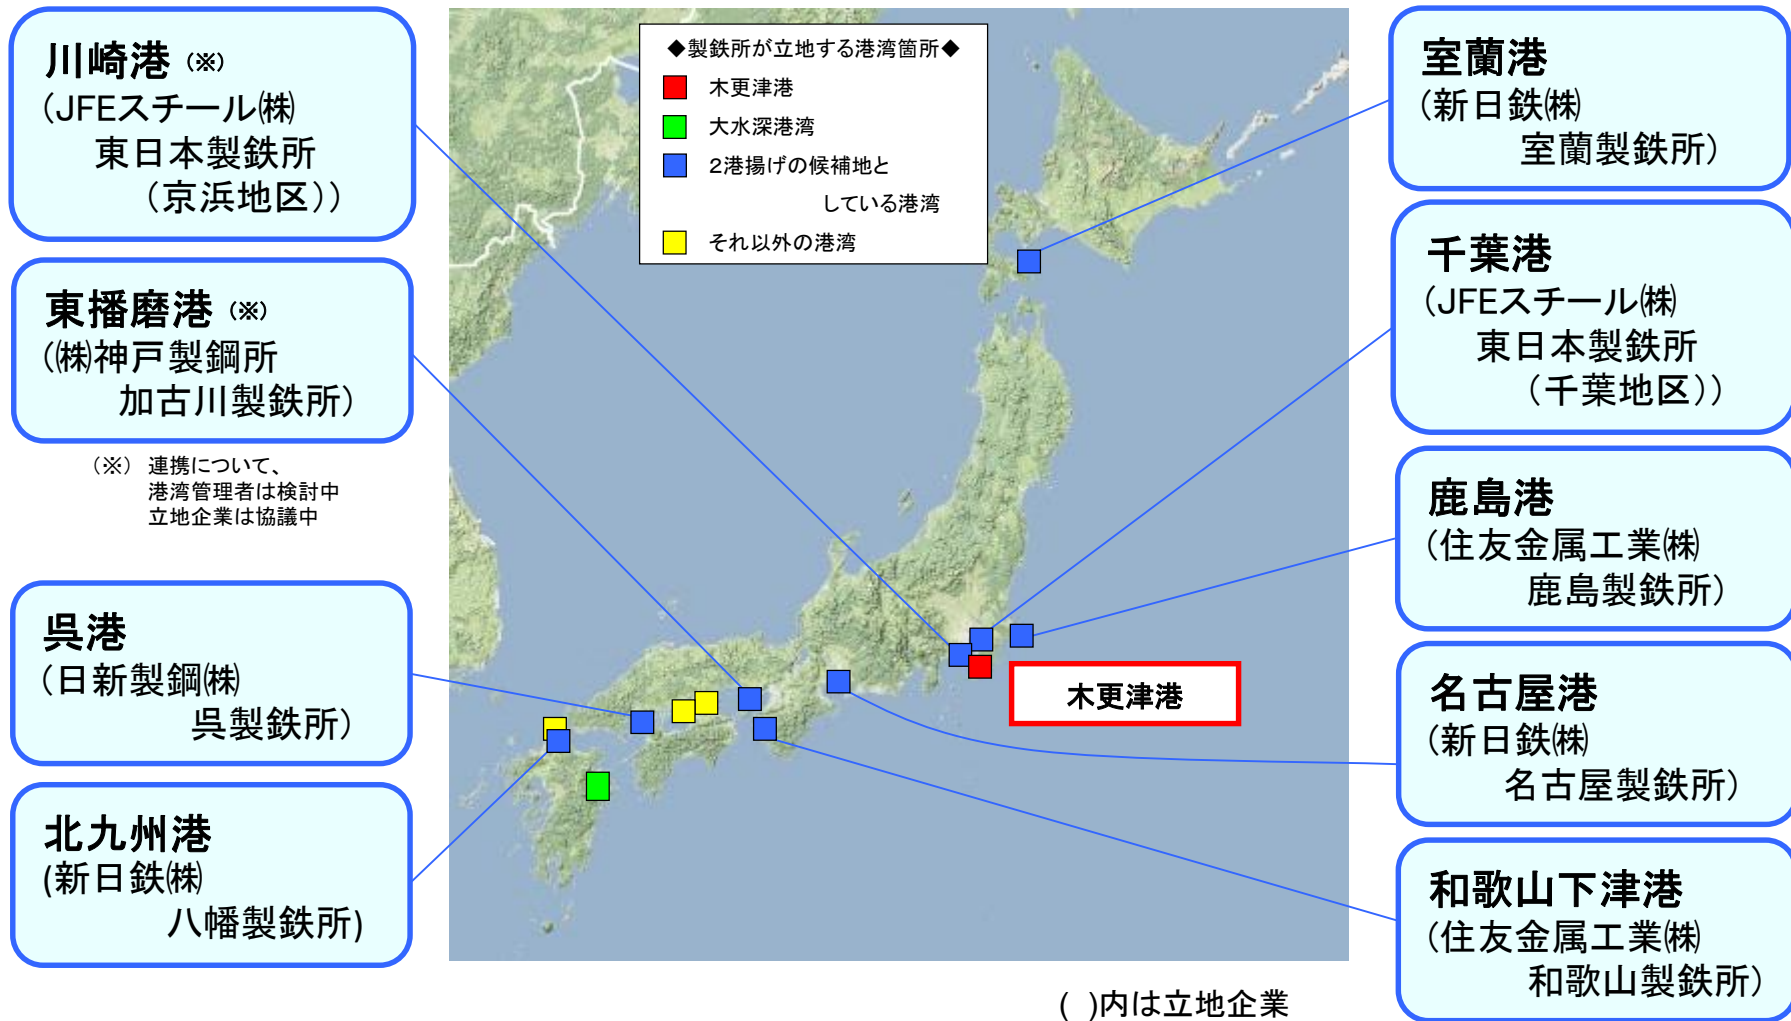 川崎港（※）
（JFEスチール㈱
東日本製鉄所
（京浜地区））
東播磨港（※）
（㈱神戸製鋼所
加古川製鉄所）
（※） 連携について、
港湾管理者は検討中
立地企業は協議中
呉港
（日新製鋼㈱
呉製鉄所）
北九州港
(新日鉄㈱
八幡製鉄所)
◆製鉄所が立地する港湾箇所◆
木更津港
大水深港湾
２港揚げの候補地と
している港湾
それ以外の港湾
木更津港
室蘭港
（新日鉄㈱
室蘭製鉄所）
千葉港
（JFEスチール㈱
東日本製鉄所
（千葉地区））
鹿島港
（住友金属工業㈱
鹿島製鉄所）
名古屋港
（新日鉄㈱
名古屋製鉄所）
和歌山下津港
（住友金属工業㈱
和歌山製鉄所）
( )内は立地企業